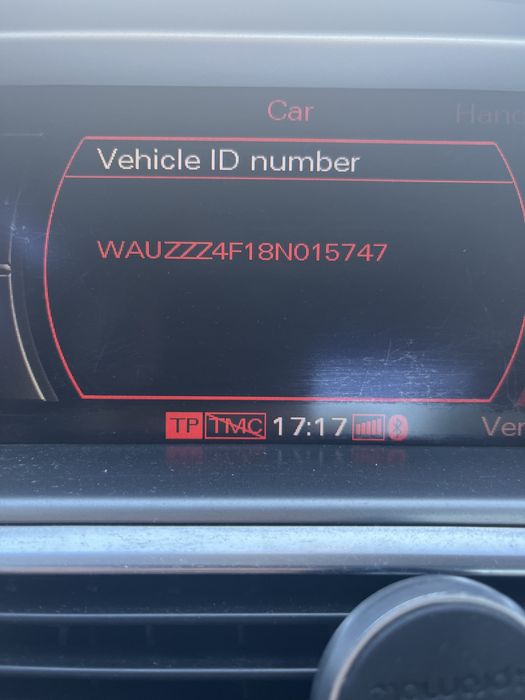 Car
Vehicle ID number
WAUZZZ4F18N015747
TP TMC 17:17